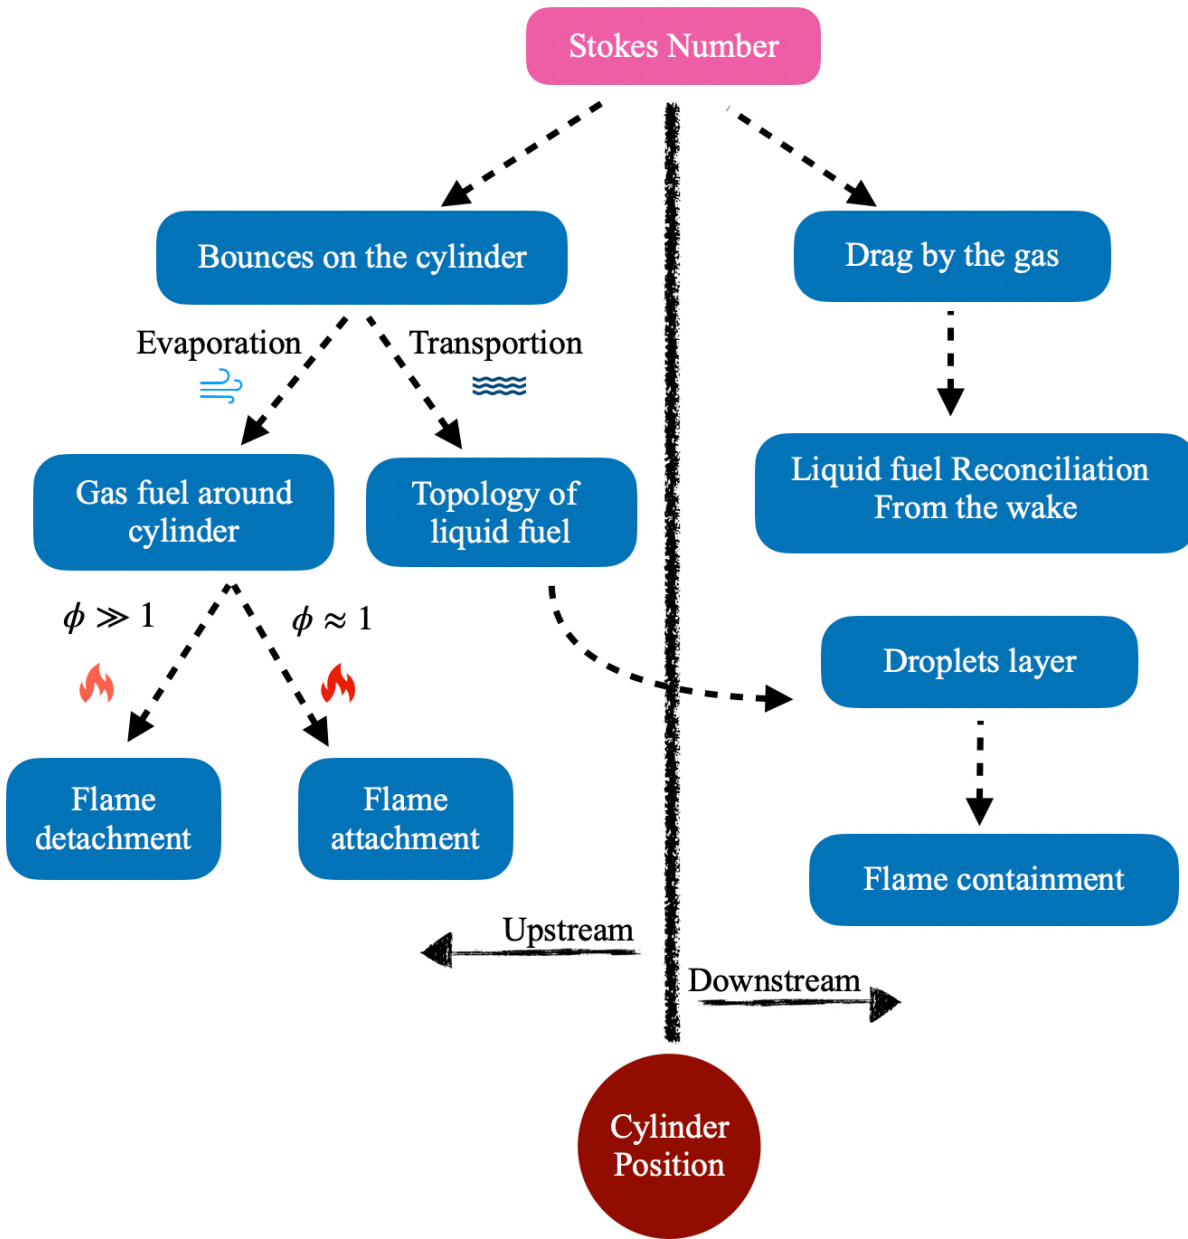 Stokes Number
Bounces on the cylinder
Drag by the gas
Evaporation
Transportion
Gas fuel around
cylinder
Topology of
liquid fuel
Liquid fuel Reconciliation
From the wake
ϕ ≫ 1
ϕ ≈ 1
Droplets layer
Flame
detachment
Flame
attachment
Flame containment
Upstream
Downstream
Cylinder
Position